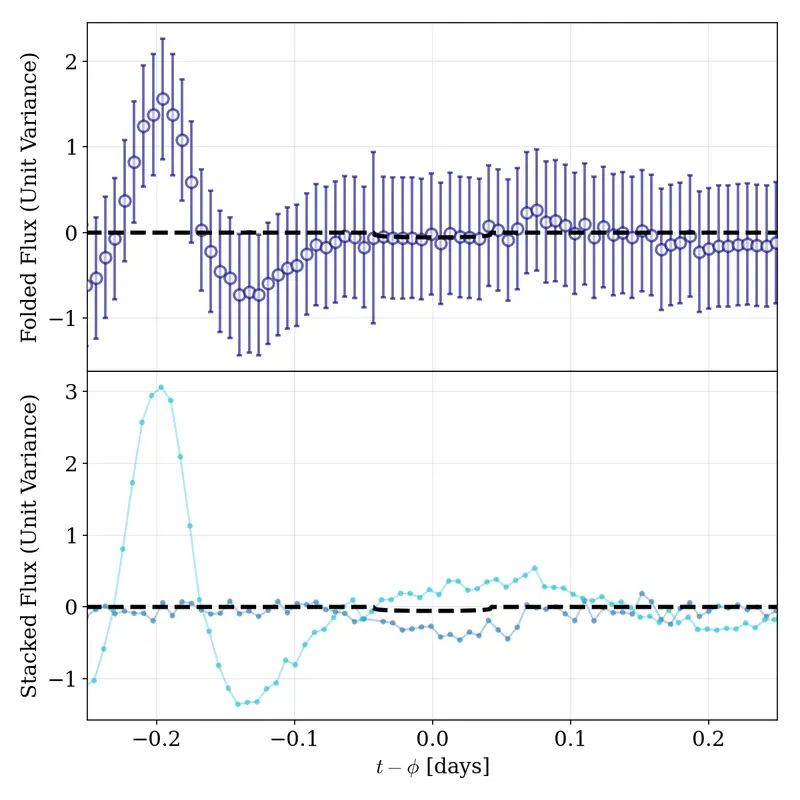 Folded Flux (Unit Variance)
2
1
0
−1
Stacked Flux (Unit Variance)
3
2
1
0
−1
−0.2 −0.1 0.0 0.1 0.2
t − ϕ [days]